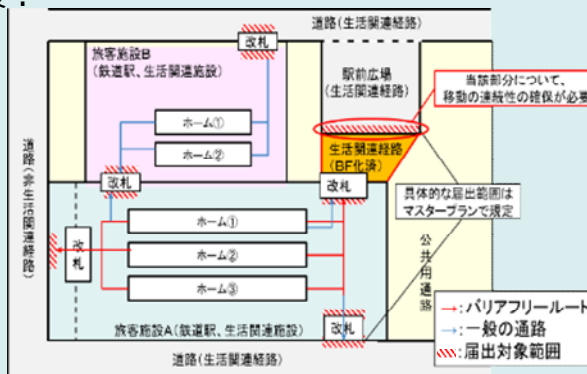 道路(生活関連経路)
改札
旅客施設B
(鉄道駅、生活関連施設)
駅前広場
(生活関連経路)
当該部分について、
移動の連続性の確保が必要
ホーム①
ホーム②
生活関連経路
(BF化済)
改札
改札
具体的な届出範囲は
マスタープランで規定
道路(非生活関連経路)
改札
ホーム①
ホーム②
ホーム③
公共用通路
旅客施設A(鉄道駅、生活関連施設)
改札
道路(生活関連経路)
→:バリアフリールート
→:一般の通路
:届出対象範囲